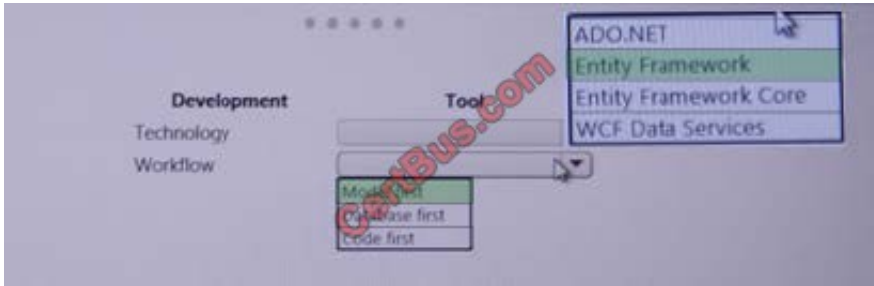 ADO.NET
Entity Framework
Development Tool
Entity Framework Core
Technology
WCF Data Services
Workflow
Model first
Database first
Code first
CertBus.com